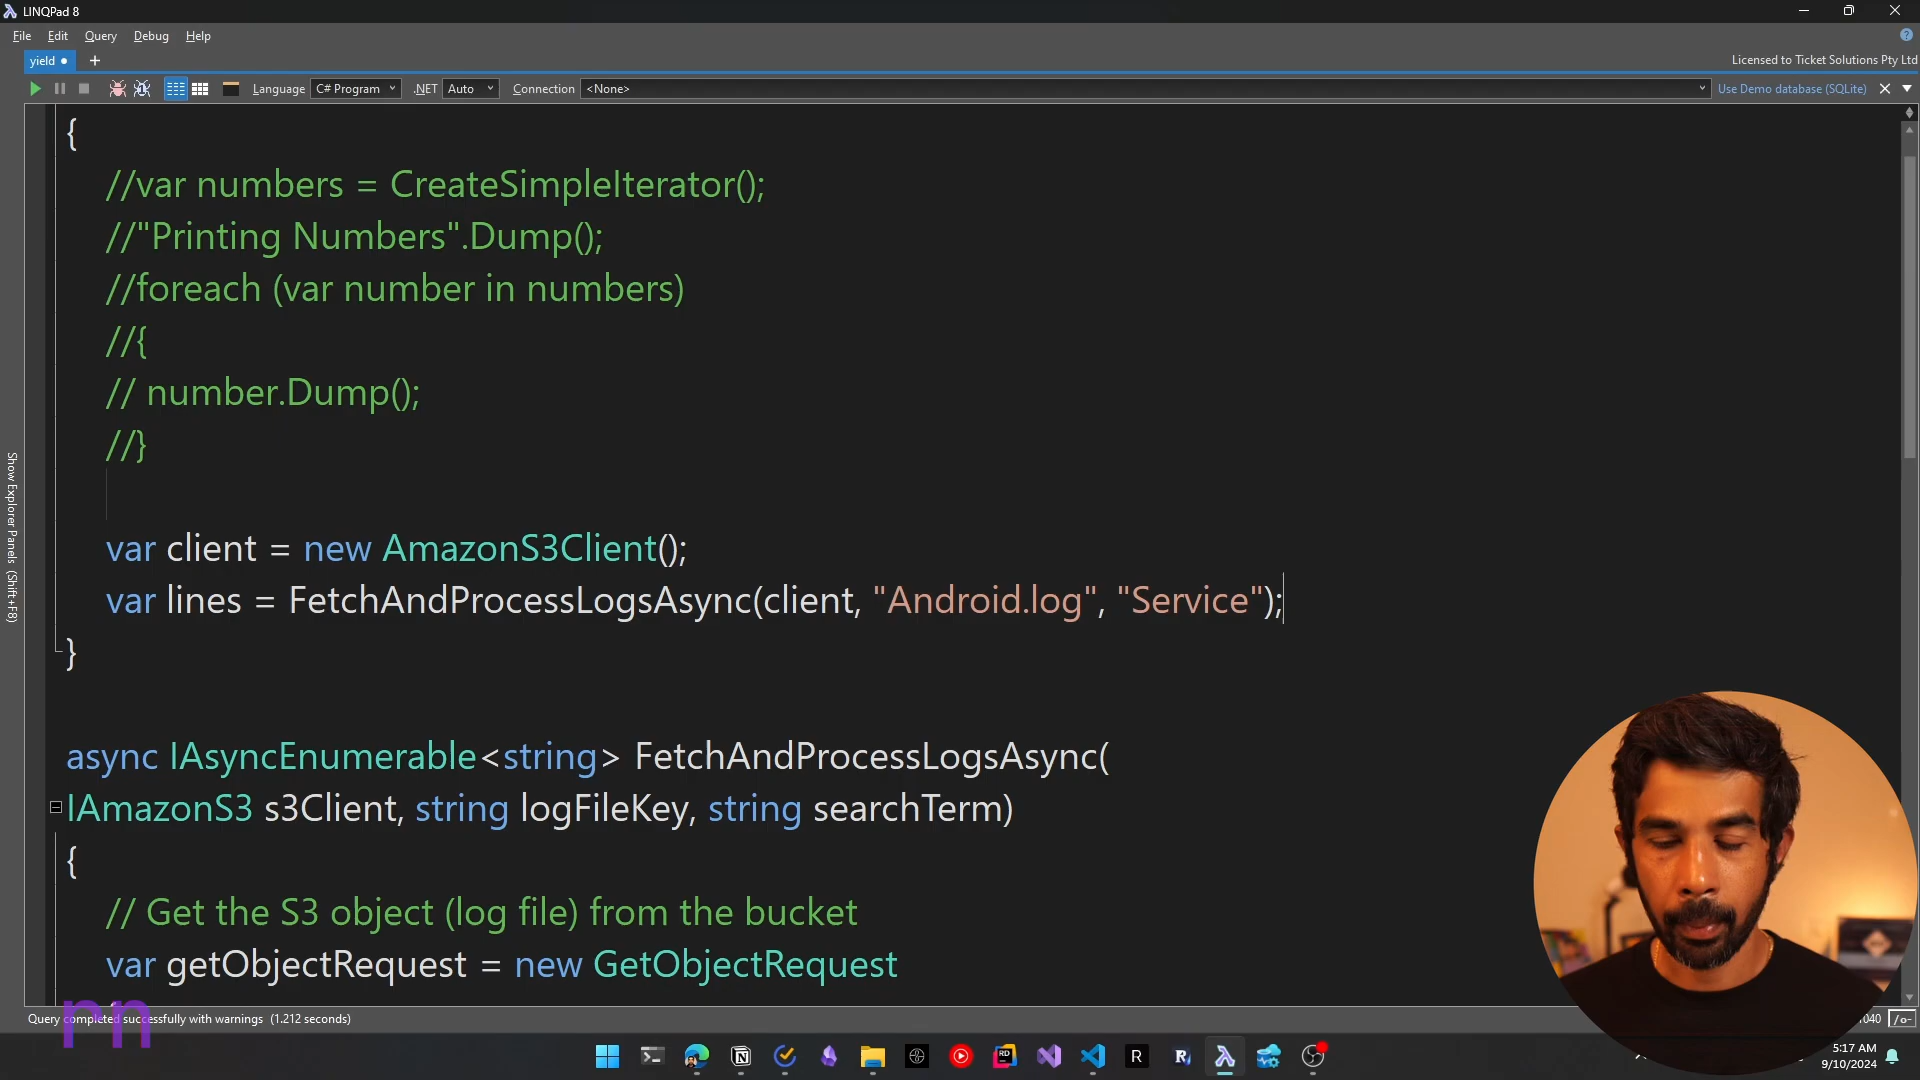 LINQPad 8
File Edit Query Debug Help
yield +
Licensed to Ticket Solutions Pty Ltd
Language C# Program .NET Auto Connection <None> Use Demo database (SQLite)
Show Explorer Panels (Shift+F8)
{
//var numbers = CreateSimpleIterator();
//"Printing Numbers".Dump();
//foreach (var number in numbers)
//{
// number.Dump();
//}
var client = new AmazonS3Client();
var lines = FetchAndProcessLogsAsync(client, "Android.log", "Service");
}
async IAsyncEnumerable<string> FetchAndProcessLogsAsync(
IAmazonS3 s3Client, string logFileKey, string searchTerm)
{
// Get the S3 object (log file) from the bucket
var getObjectRequest = new GetObjectRequest
rn
Query completed successfully with warnings (1.212 seconds)
/o-
5:17 AM
9/10/2024